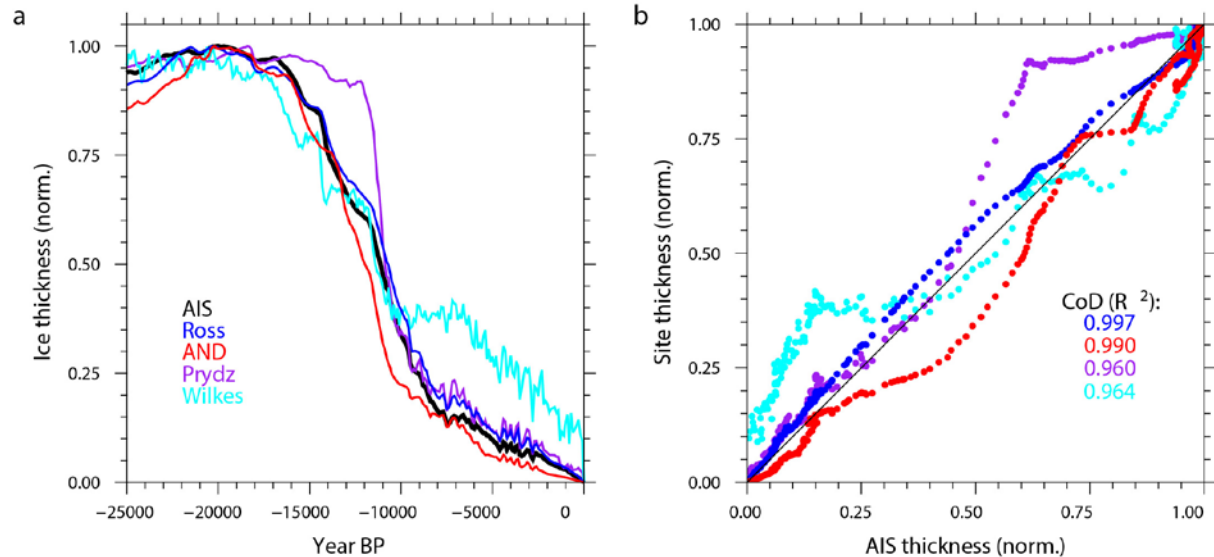 a
Ice thickness (norm.)
1.00
0.75
0.50
0.25
0.00
AIS
Ross
AND
Prydz
Wilkes
−25000 −20000 −15000 −10000 −5000 0
Year BP
b
Site thickness (norm.)
1.00
0.75
0.50
0.25
0.00
CoD (R 2):
0.997
0.990
0.960
0.964
0.00 0.25 0.50 0.75 1.00
AIS thickness (norm.)